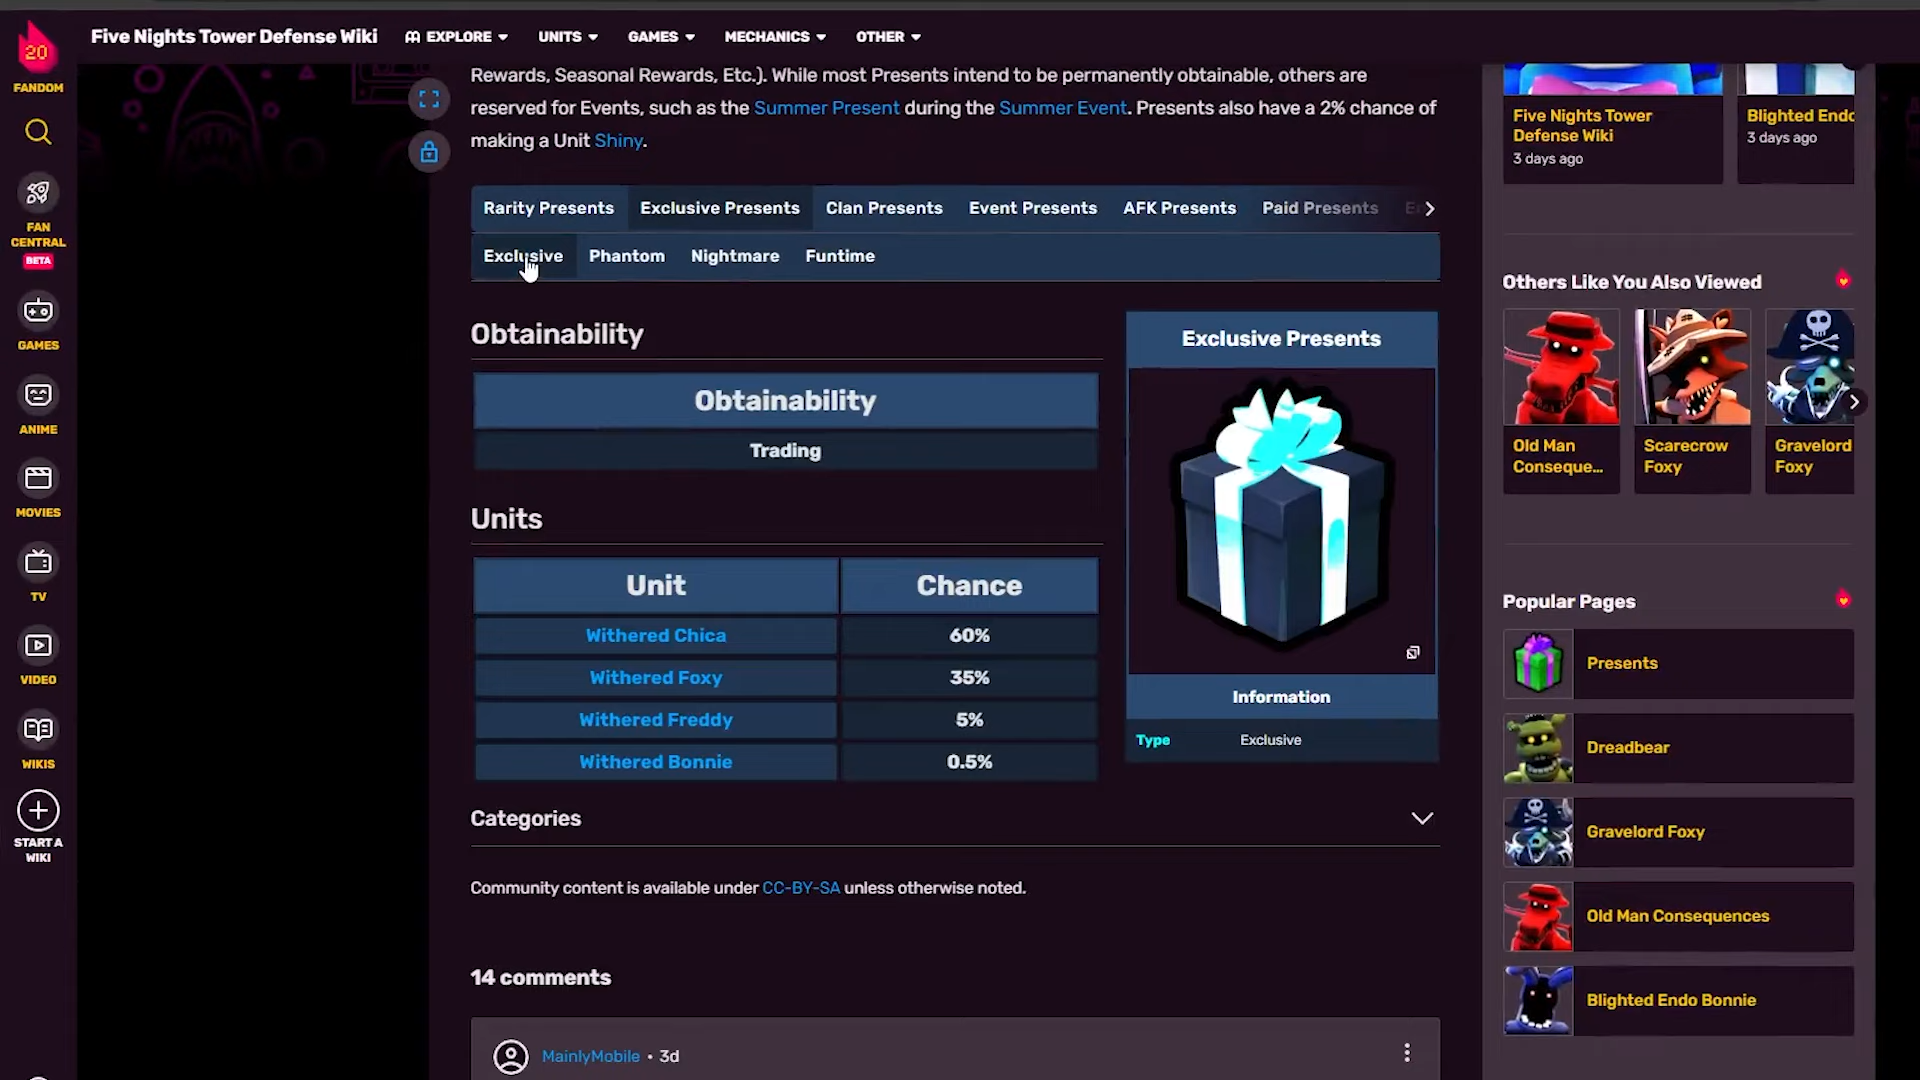 Five Nights Tower Defense Wiki
EXPLORE
UNITS
GAMES
MECHANICS
OTHER
20
FANDOM
FAN
CENTRAL
BETA
GAMES
ANIME
MOVIES
TV
VIDEO
WIKIS
START A
WIKI
Rewards, Seasonal Rewards, Etc.). While most Presents intend to be permanently obtainable, others are
reserved for Events, such as the Summer Present during the Summer Event. Presents also have a 2% chance of
making a Unit Shiny.
Rarity Presents
Exclusive Presents
Clan Presents
Event Presents
AFK Presents
Paid Presents
Exclusive
Phantom
Nightmare
Funtime
Obtainability
Obtainability
Trading
Units
Unit Chance
Withered Chica 60%
Withered Foxy 35%
Withered Freddy 5%
Withered Bonnie 0.5%
Exclusive Presents
Information
Type Exclusive
Categories
Community content is available under CC-BY-SA unless otherwise noted.
14 comments
MainlyMobile • 3d
Five Nights Tower
Defense Wiki
3 days ago
Blighted Endo
3 days ago
Others Like You Also Viewed
Old Man
Conseque...
Scarecrow
Foxy
Gravelord
Foxy
Popular Pages
Presents
Dreadbear
Gravelord Foxy
Old Man Consequences
Blighted Endo Bonnie